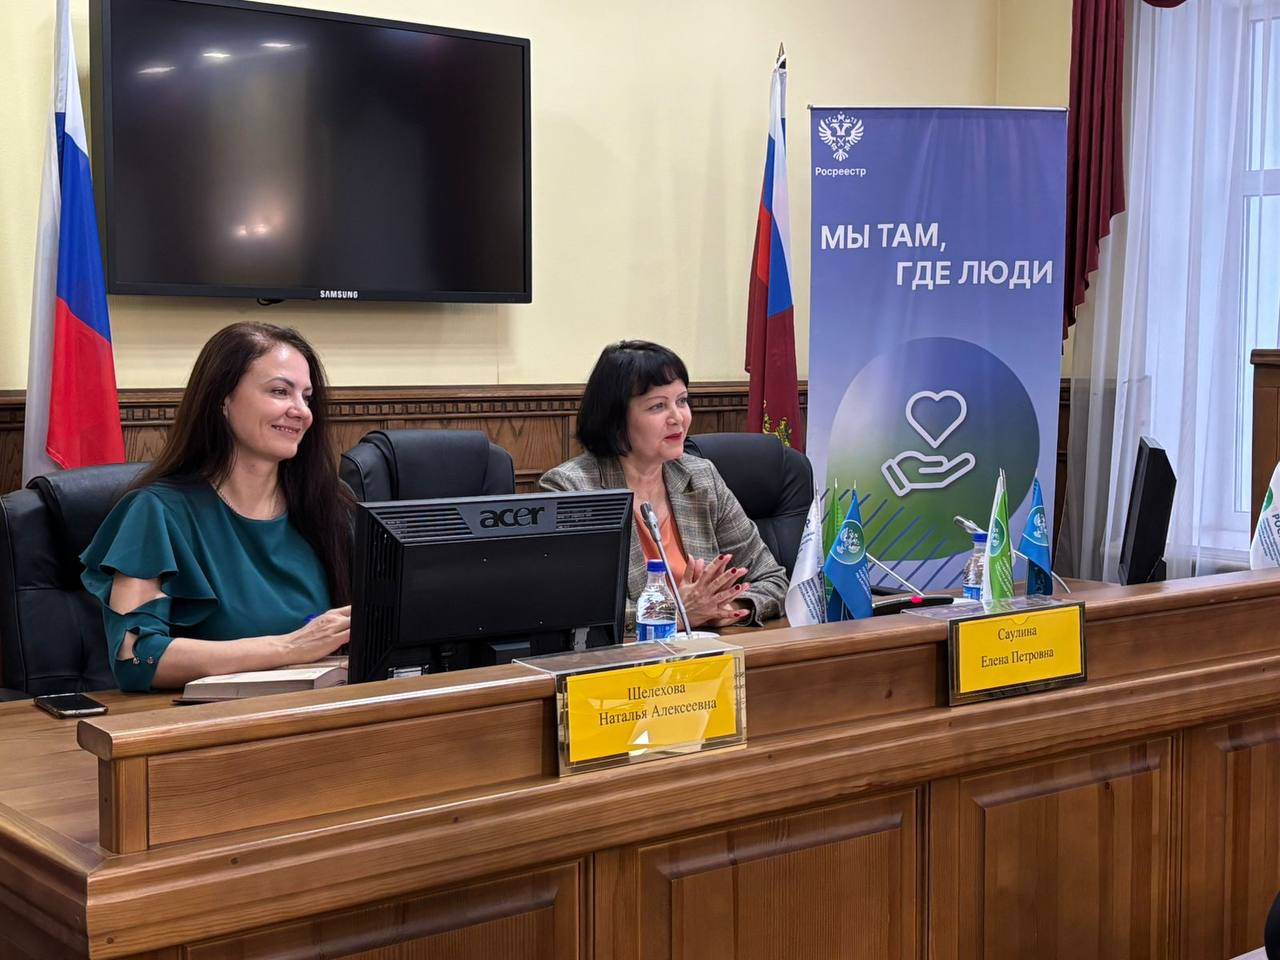 SAMSUNG
Росреестр
МЫ ТАМ,
ГДЕ ЛЮДИ
acer
Шелехова
Наталья Алексеевна
Саулина
Елена Петровна